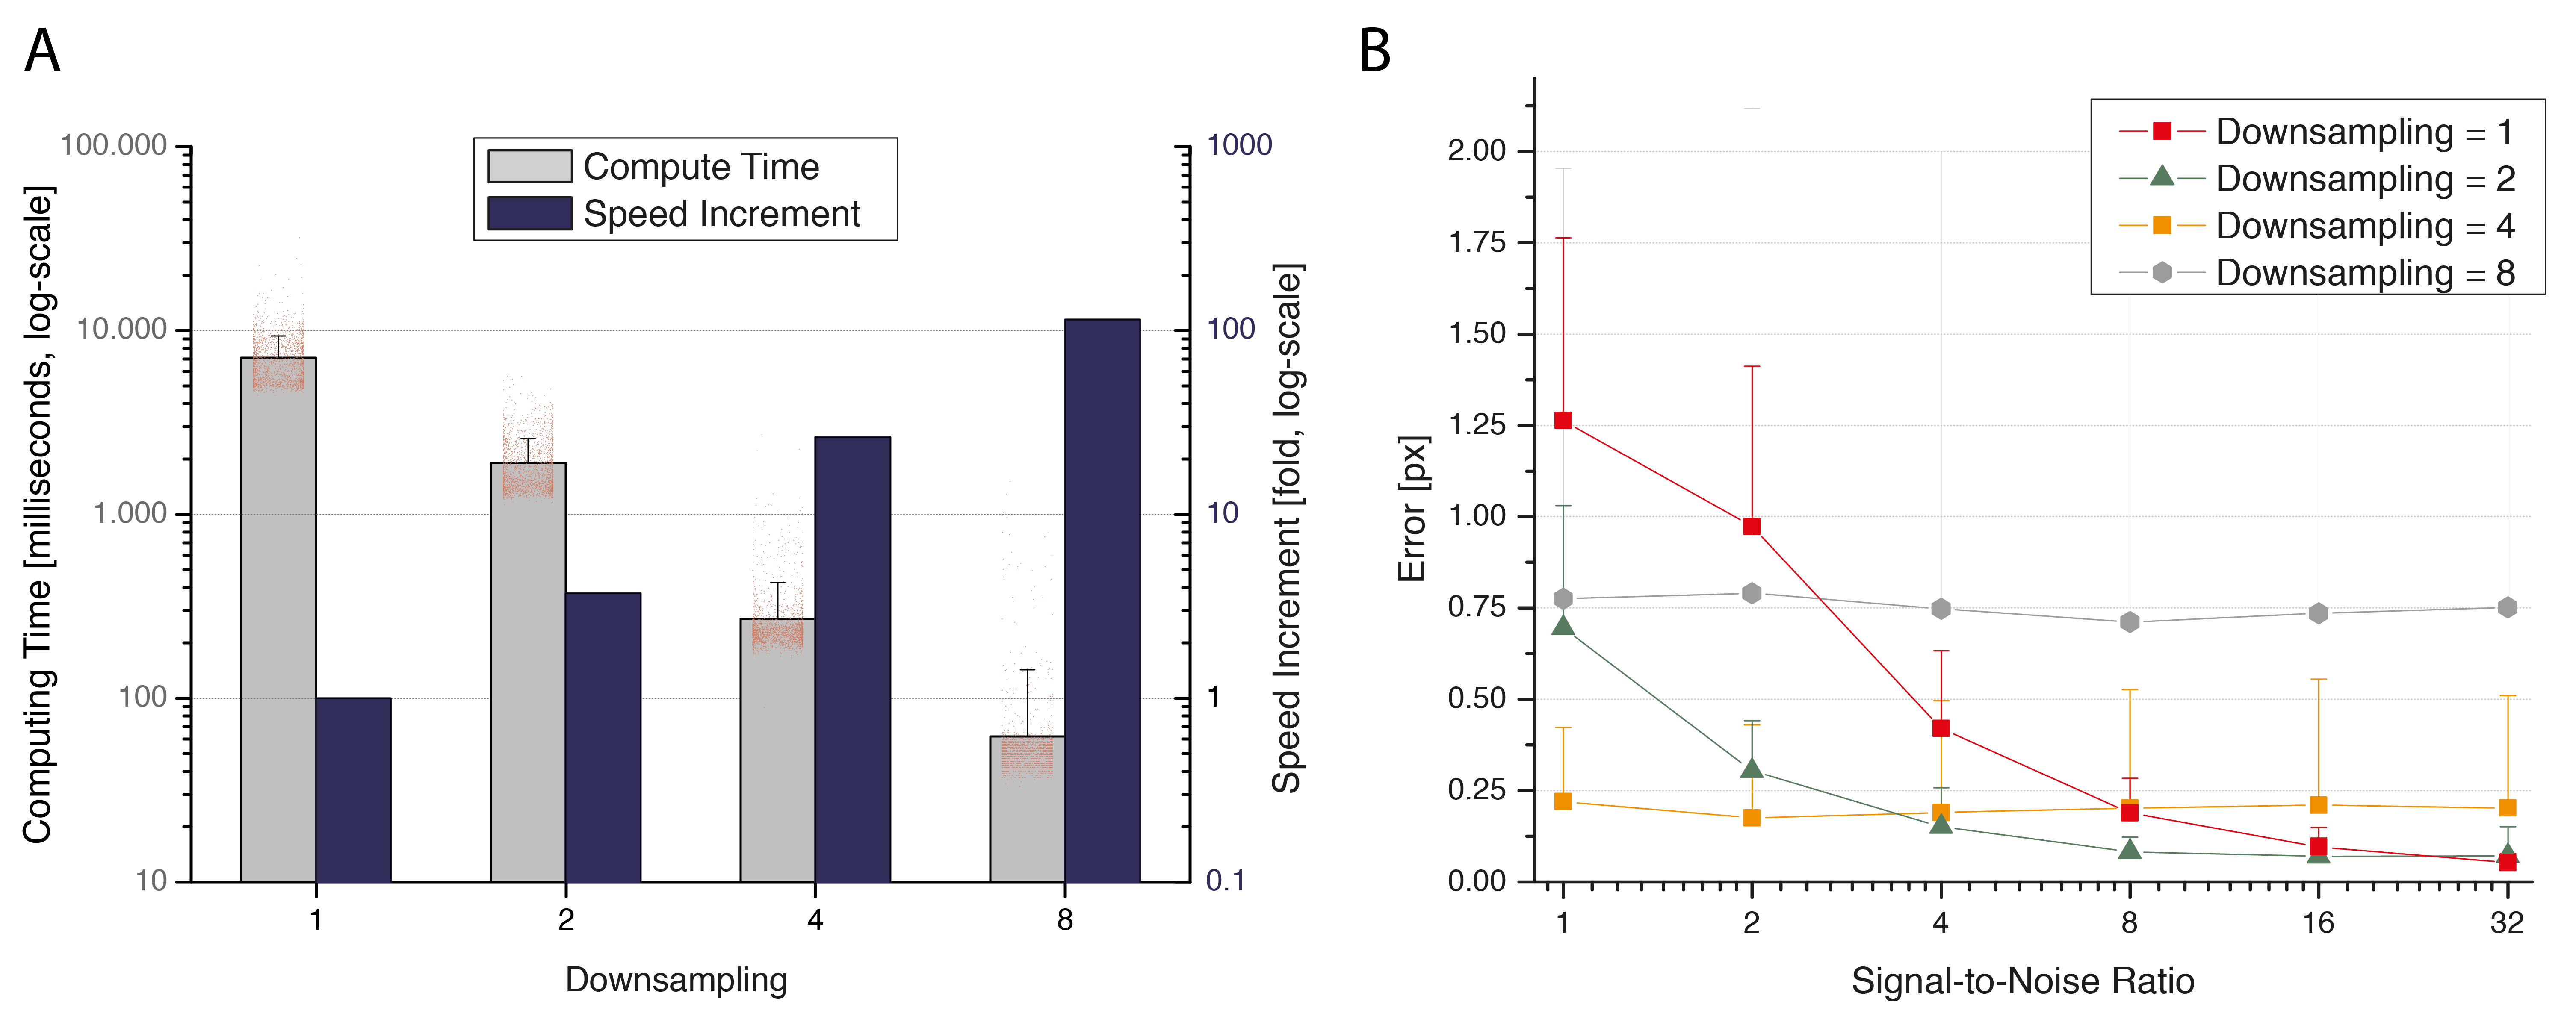 A
Computing Time [milliseconds, log-scale]
100.000
10.000
1.000
100
10
Compute Time
Speed Increment
1000
100
10
1
0.1
Speed Increment [fold, log-scale]
1 2 4 8
Downsampling
B
Error [px]
2.00
1.75
1.50
1.25
1.00
0.75
0.50
0.25
0.00
Downsampling = 1
Downsampling = 2
Downsampling = 4
Downsampling = 8
1 2 4 8 16 32
Signal-to-Noise Ratio